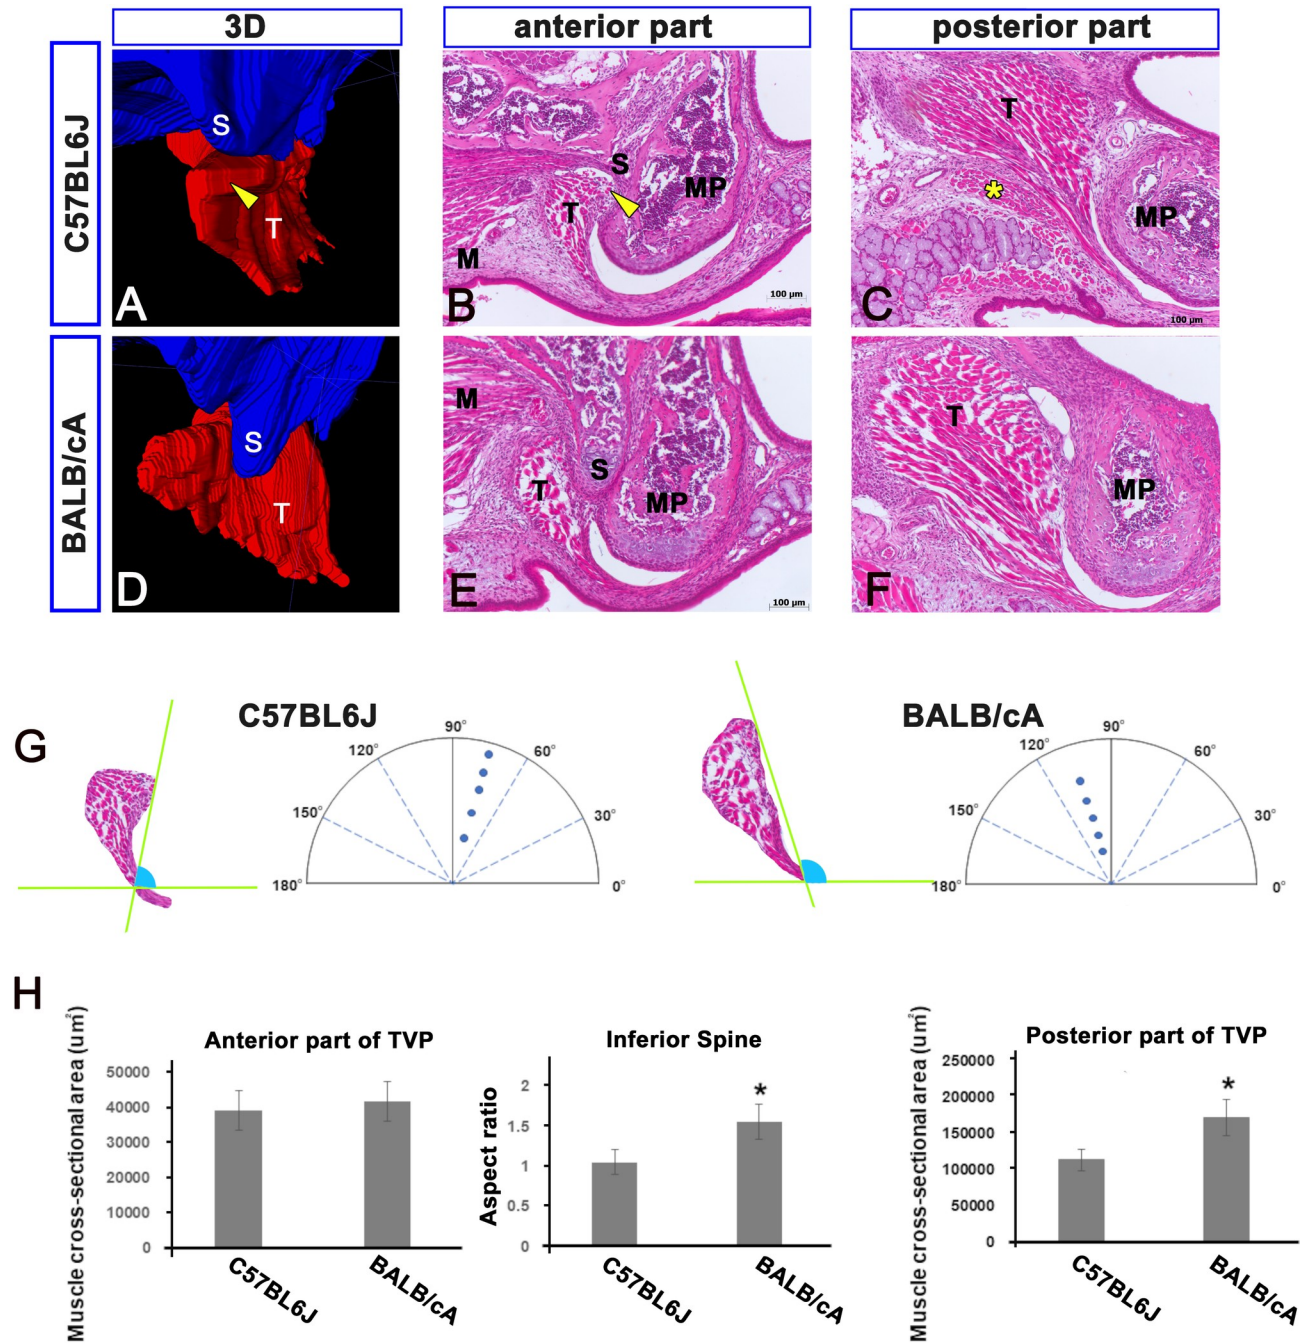 3D
anterior part
posterior part
C57BL6J
S
T
A
S
MP
T
M
B
100 µm
T
*
MP
C
100 µm
BALB/cA
S
T
D
M
S
T
MP
E
100 µm
T
MP
F
G
C57BL6J
90°
120°
60°
150°
30°
180°
0°
BALB/cA
90°
120°
60°
150°
30°
180°
0°
H
Muscle cross-sectional area (um²)
Anterior part of TVP
50000
40000
30000
20000
10000
0
C57BL6J
BALB/cA
Aspect ratio
Inferior Spine
2
1.5
1
0.5
0
*
C57BL6J
BALB/cA
Muscle cross-sectional area (um²)
Posterior part of TVP
250000
200000
150000
100000
50000
0
*
C57BL6J
BALB/cA